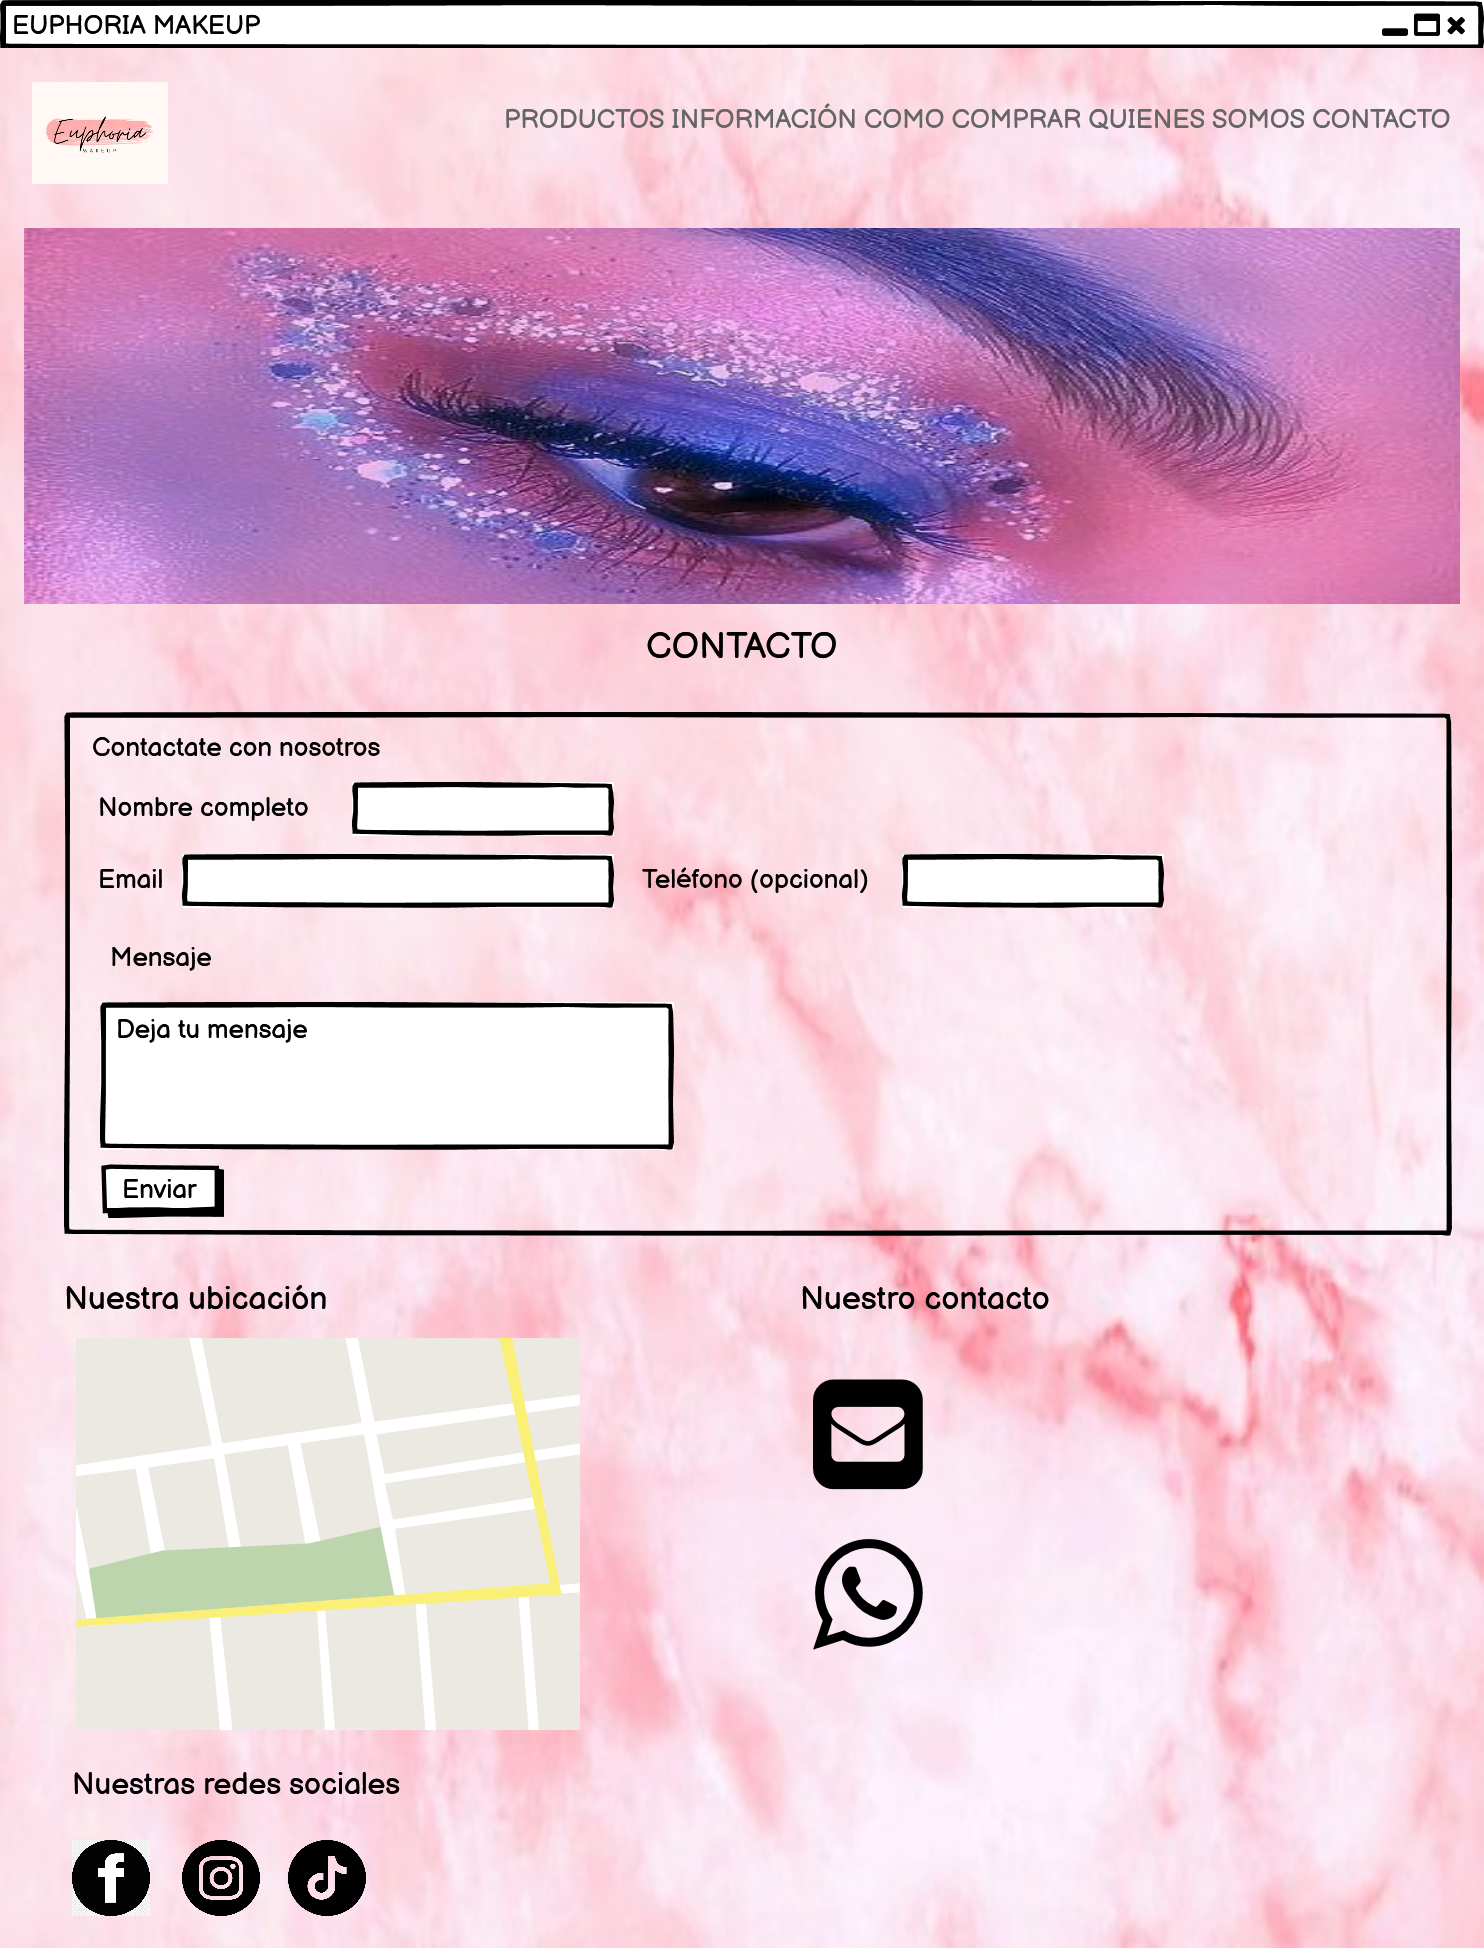 EUPHORIA MAKEUP
Euphoria
MAKEUP
PRODUCTOS INFORMACIÓN COMO COMPRAR QUIENES SOMOS CONTACTO
CONTACTO
Contactate con nosotros
Nombre completo
Email
Teléfono (opcional)
Mensaje
Deja tu mensaje
Enviar
Nuestra ubicación
Nuestro contacto
Nuestras redes sociales